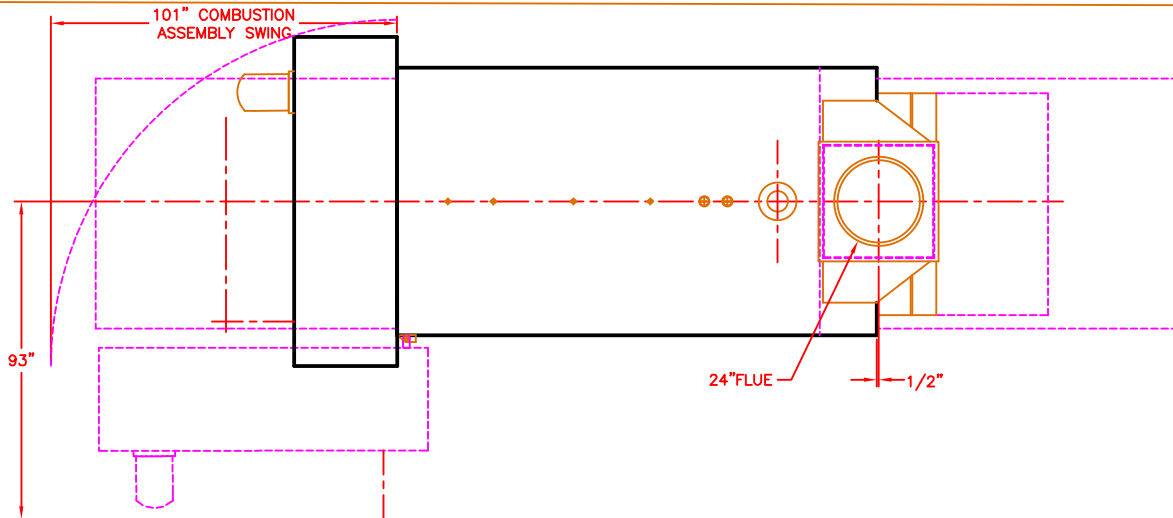 101" COMBUSTION
ASSEMBLY SWING
93"
24"FLUE
1/2"